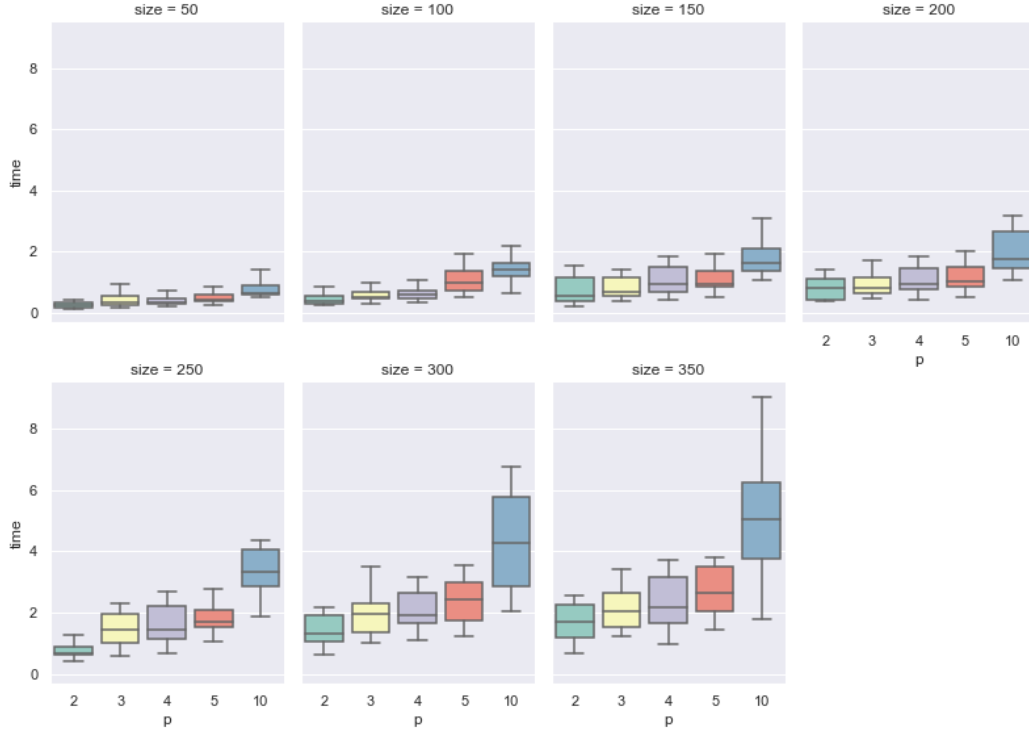 size = 50
size = 100
size = 150
size = 200
8
6
4
2
0
time
2 3 4 5 10
p
size = 250
size = 300
size = 350
8
6
4
2
0
time
2 3 4 5 10
p
2 3 4 5 10
p
2 3 4 5 10
p